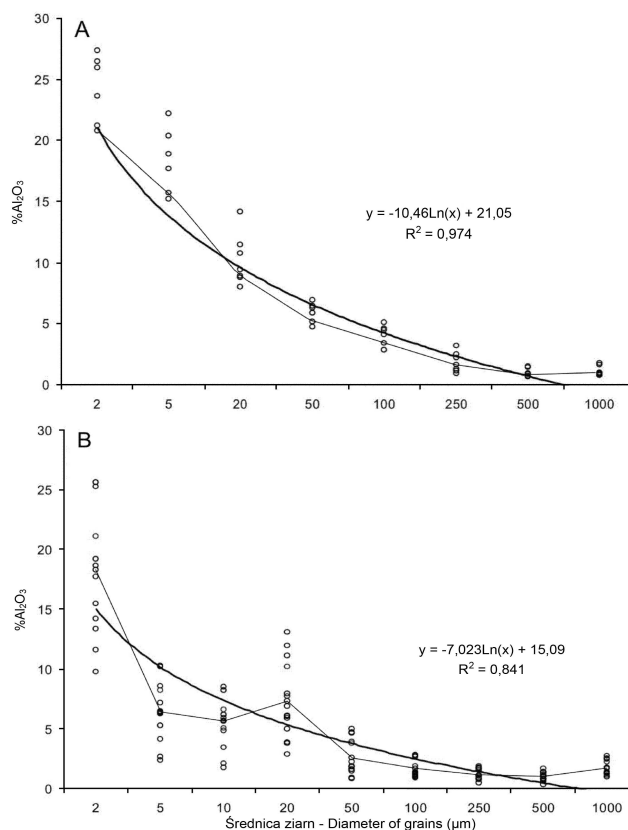 A
30
25
20
15
10
5
0
%Al₂O₃
y = -10,46Ln(x) + 21,05
R² = 0,974
2 5 20 50 100 250 500 1000
B
30
25
20
15
10
5
0
%Al₂O₃
y = -7,023Ln(x) + 15,09
R² = 0,841
2 5 10 20 50 100 250 500 1000
Średnica ziarn - Diameter of grains (µm)